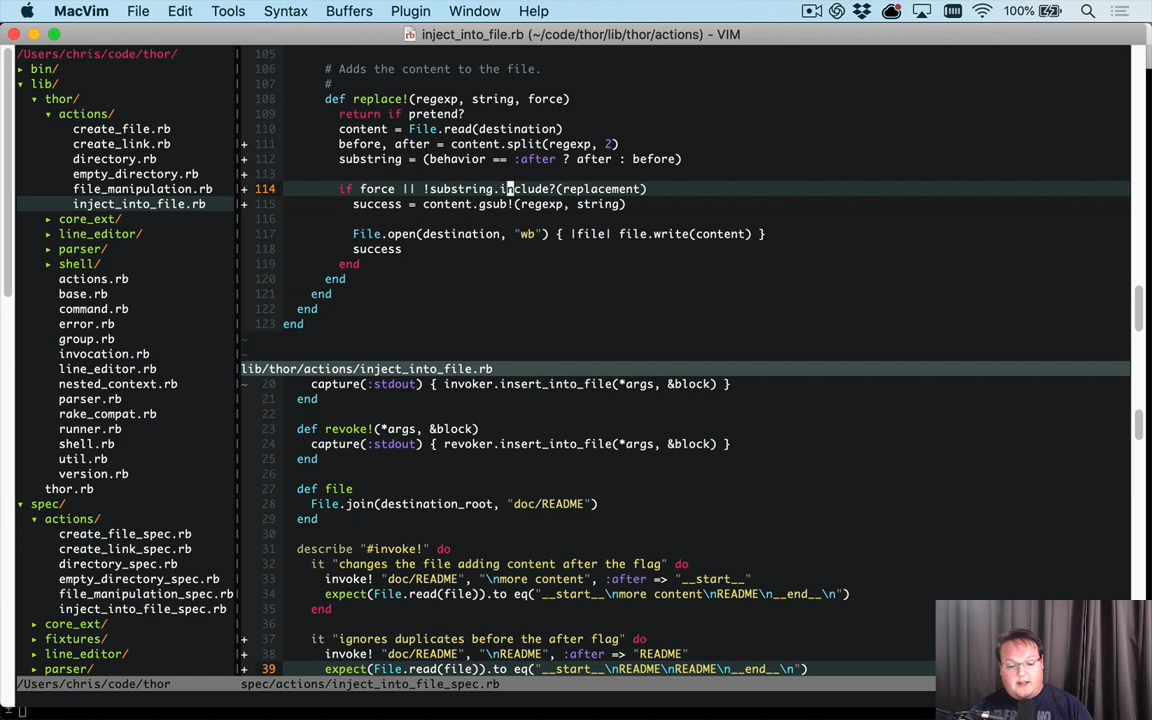 MacVim File Edit Tools Syntax Buffers Plugin Window Help 100%
inject_into_file.rb (~/code/thor/lib/thor/actions) - VIM
/Users/chris/code/thor/
▸ bin/
▾ lib/
▾ thor/
▾ actions/
create_file.rb
create_link.rb
directory.rb
empty_directory.rb
file_manipulation.rb
inject_into_file.rb
▸ core_ext/
▸ line_editor/
▸ parser/
▸ shell/
actions.rb
base.rb
command.rb
error.rb
group.rb
invocation.rb
line_editor.rb
nested_context.rb
parser.rb
rake_compat.rb
runner.rb
shell.rb
util.rb
version.rb
thor.rb
▾ spec/
▾ actions/
create_file_spec.rb
create_link_spec.rb
directory_spec.rb
empty_directory_spec.rb
file_manipulation_spec.rb
inject_into_file_spec.rb
▸ core_ext/
▸ fixtures/
▸ line_editor/
▸ parser/
/Users/chris/code/thor
105
106 # Adds the content to the file.
107 #
108 def replace!(regexp, string, force)
109 return if pretend?
110 content = File.read(destination)
+ 111 before, after = content.split(regexp, 2)
+ 112 substring = (behavior == :after ? after : before)
+ 114 if force || !substring.include?(replacement)
+ 115 success = content.gsub!(regexp, string)
116
117 File.open(destination, "wb") { |file| file.write(content) }
118 success
119 end
120 end
121 end
122 end
123 end
~
~
lib/thor/actions/inject_into_file.rb
~ 20 capture(:stdout) { invoker.insert_into_file(*args, &block) }
21 end
22
23 def revoke!(*args, &block)
24 capture(:stdout) { revoker.insert_into_file(*args, &block) }
25 end
26
27 def file
28 File.join(destination_root, "doc/README")
29 end
30
31 describe "#invoke!" do
32 it "changes the file adding content after the flag" do
33 invoke! "doc/README", "\nmore content", :after => "__start__"
34 expect(File.read(file)).to eq("__start__\nmore content\nREADME\n__end__\n")
35 end
36
+ 37 it "ignores duplicates before the after flag" do
+ 38 invoke! "doc/README", "\nREADME", :after => "README"
+ 39 expect(File.read(file)).to eq("__start__\nREADME\nREADME\n__end__\n")
spec/actions/inject_into_file_spec.rb